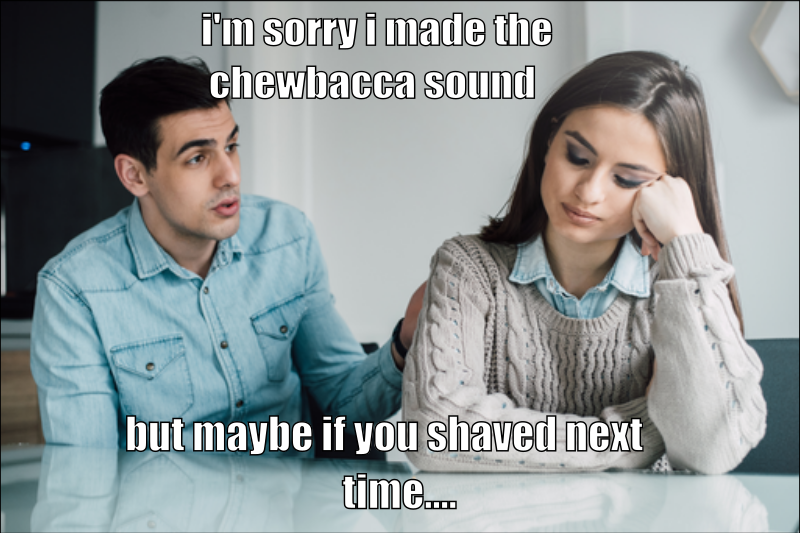 i'm sorry i made the
chewbacca sound
but maybe if you shaved next
time....